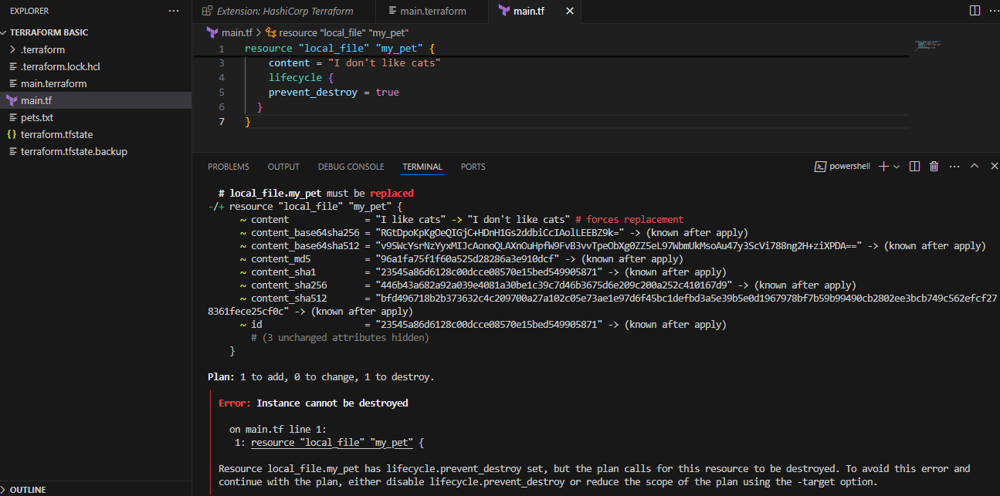 EXPLORER
TERRAFORM BASIC
.terraform
.terraform.lock.hcl
main.terraform
main.tf
pets.txt
{} terraform.tfstate
terraform.tfstate.backup
OUTLINE
Extension: HashiCorp Terraform
main.terraform
main.tf
main.tf > resource "local_file" "my_pet"
1 resource "local_file" "my_pet" {
3 content = "I don't like cats"
4 lifecycle {
5 prevent_destroy = true
6 }
7 }
PROBLEMS OUTPUT DEBUG CONSOLE TERMINAL PORTS
powershell
# local_file.my_pet must be replaced
-/+ resource "local_file" "my_pet" {
~ content = "I like cats" -> "I don't like cats" # forces replacement
~ content_base64sha256 = "RGtDpoKpKgOeQIGjC+HDnH1Gs2ddbiCcIAolLEEBZ9k=" -> (known after apply)
~ content_base64sha512 = "v9SWcYsrNzYyxMIJcAonoQLAXnOuHpfW9FvB3vvTpeObXg0ZZ5eL97WbmUkMsoAu47y3ScVi788ng2H+ziXPDA==" -> (known after apply)
~ content_md5 = "96a1fa75f1f60a525d28286a3e910dcf" -> (known after apply)
~ content_sha1 = "23545a86d6128c00dcce08570e15bed549905871" -> (known after apply)
~ content_sha256 = "446b43a682a92a039e4081a30be1c39c7d46b3675d6e209c200a252c410167d9" -> (known after apply)
~ content_sha512 = "bfd496718b2b373632c4c209700a27a102c05e73ae1e97d6f45bc1defbd3a5e39b5e0d1967978bf7b59b99490cb2802ee3bcb749c562efcf27
8361fece25cf0c" -> (known after apply)
~ id = "23545a86d6128c00dcce08570e15bed549905871" -> (known after apply)
# (3 unchanged attributes hidden)
}
Plan: 1 to add, 0 to change, 1 to destroy.
Error: Instance cannot be destroyed
on main.tf line 1:
1: resource "local_file" "my_pet" {
Resource local_file.my_pet has lifecycle.prevent_destroy set, but the plan calls for this resource to be destroyed. To avoid this error and
continue with the plan, either disable lifecycle.prevent_destroy or reduce the scope of the plan using the -target option.